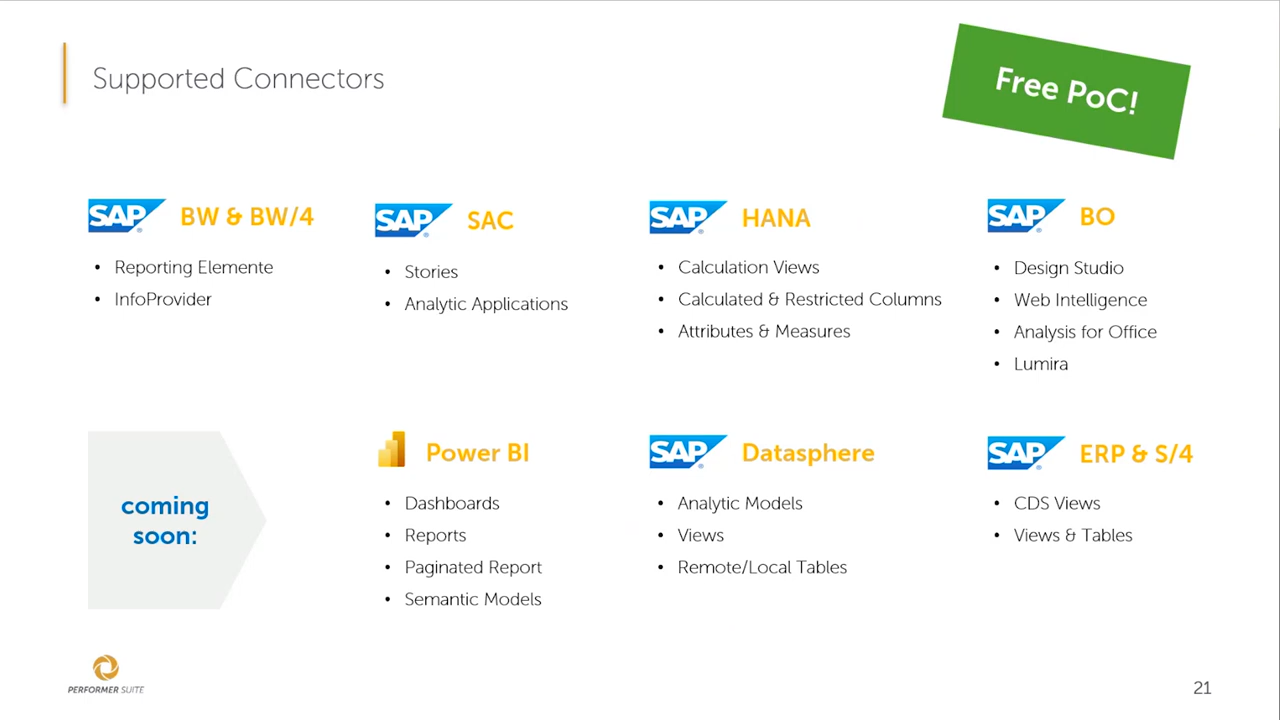 Supported Connectors
Free PoC!
SAP BW & BW/4
• Reporting Elemente
• InfoProvider
SAP SAC
• Stories
• Analytic Applications
SAP HANA
• Calculation Views
• Calculated & Restricted Columns
• Attributes & Measures
SAP BO
• Design Studio
• Web Intelligence
• Analysis for Office
• Lumira
coming
soon:
Power BI
• Dashboards
• Reports
• Paginated Report
• Semantic Models
SAP Datasphere
• Analytic Models
• Views
• Remote/Local Tables
SAP ERP & S/4
• CDS Views
• Views & Tables
PERFORMER SUITE
21